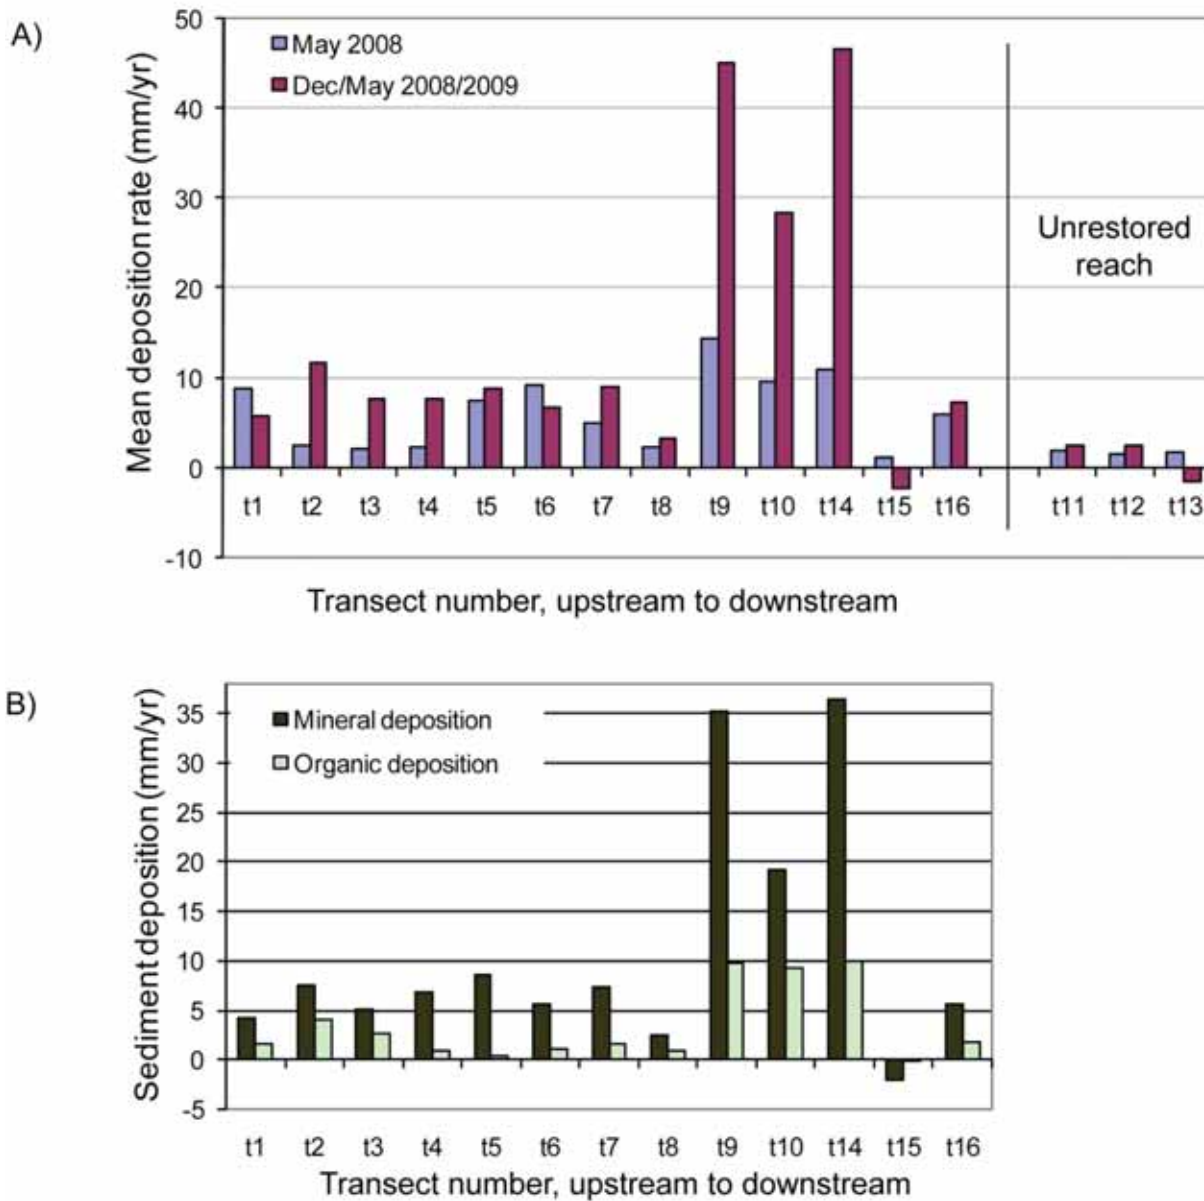 A)
50
40
30
20
10
0
-10
Mean deposition rate (mm/yr)
May 2008
Dec/May 2008/2009
Unrestored
reach
t1 t2 t3 t4 t5 t6 t7 t8 t9 t10 t14 t15 t16 t11 t12 t13
Transect number, upstream to downstream
B)
35
30
25
20
15
10
5
0
-5
Sediment deposition (mm/yr)
Mineral deposition
Organic deposition
t1 t2 t3 t4 t5 t6 t7 t8 t9 t10 t14 t15 t16
Transect number, upstream to downstream